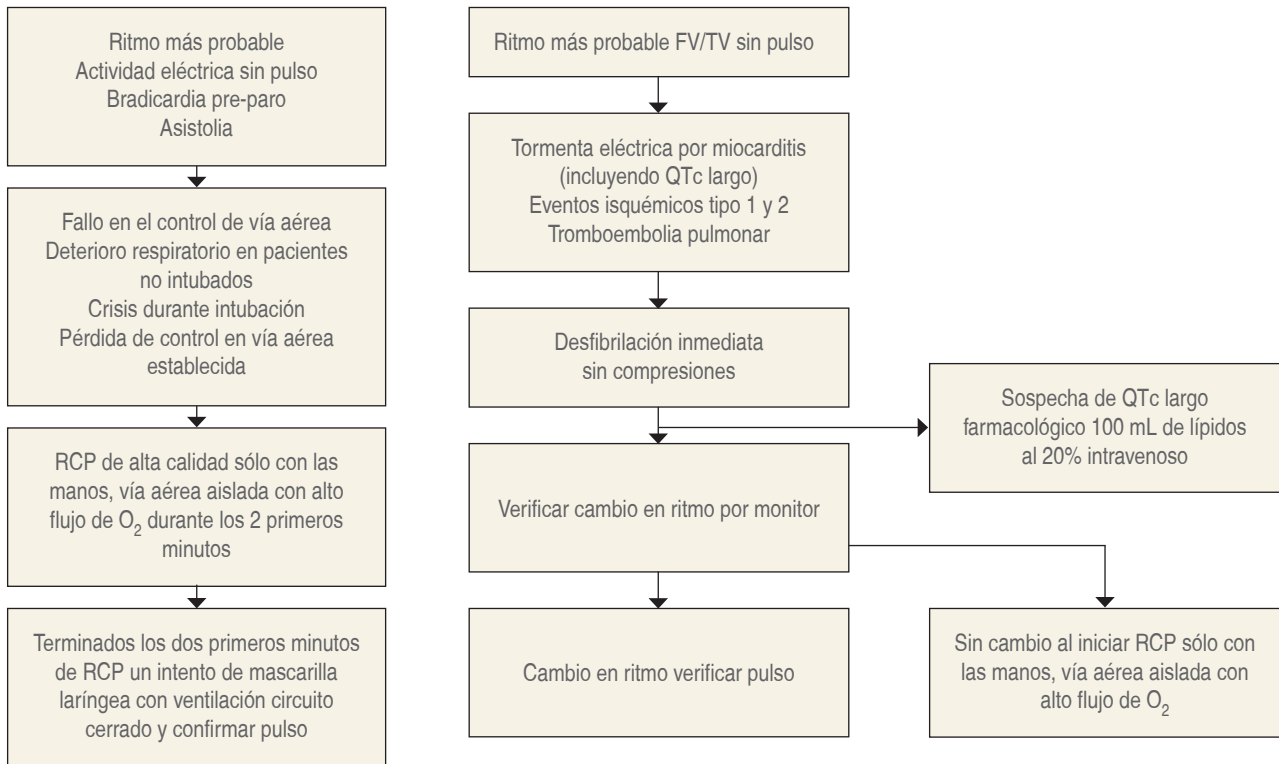 Ritmo más probable
Actividad eléctrica sin pulso
Bradicardia pre-paro
Asistolia
Fallo en el control de vía aérea
Deterioro respiratorio en pacientes
no intubados
Crisis durante intubación
Pérdida de control en vía aérea
establecida
RCP de alta calidad sólo con las
manos, vía aérea aislada con alto
flujo de O2 durante los 2 primeros
minutos
Terminados los dos primeros minutos
de RCP un intento de mascarilla
laríngea con ventilación circuito
cerrado y confirmar pulso
Ritmo más probable FV/TV sin pulso
Tormenta eléctrica por miocarditis
(incluyendo QTc largo)
Eventos isquémicos tipo 1 y 2
Tromboembolia pulmonar
Desfibrilación inmediata
sin compresiones
Sospecha de QTc largo
farmacológico 100 mL de lípidos
al 20% intravenoso
Verificar cambio en ritmo por monitor
Cambio en ritmo verificar pulso
Sin cambio al iniciar RCP sólo con
las manos, vía aérea aislada con
alto flujo de O2